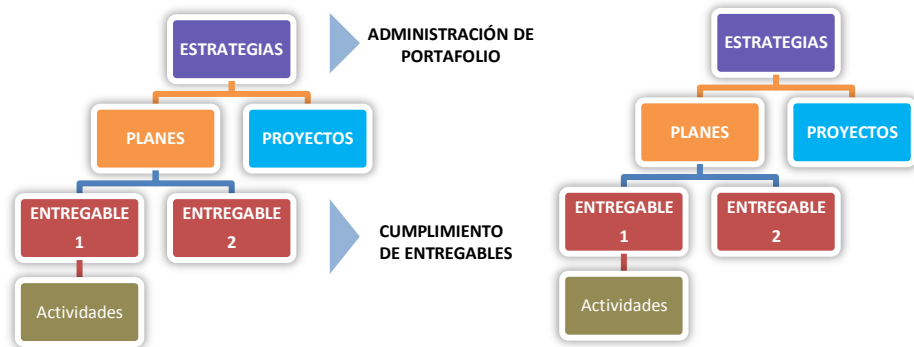 ESTRATEGIAS
PLANES
PROYECTOS
ENTREGABLE
1
ENTREGABLE
2
Actividades
ADMINISTRACIÓN DE
PORTAFOLIO
CUMPLIMIENTO
DE ENTREGABLES
ESTRATEGIAS
PLANES
PROYECTOS
ENTREGABLE
1
ENTREGABLE
2
Actividades